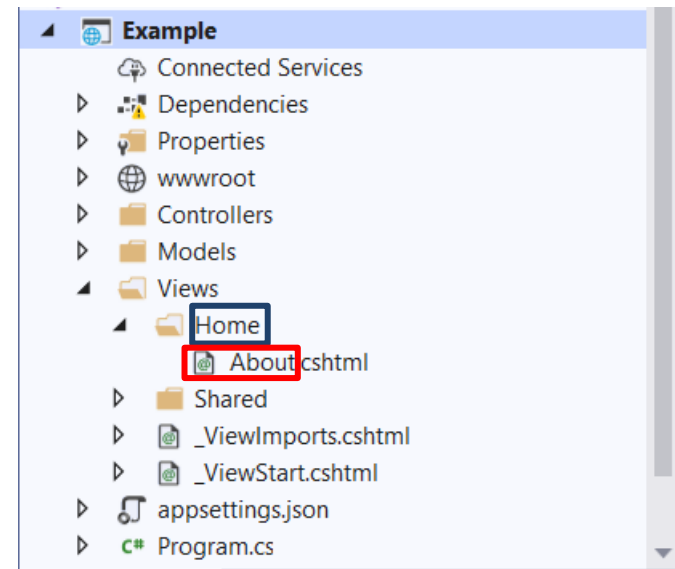 Example
Connected Services
Dependencies
Properties
wwwroot
Controllers
Models
Views
Home
About.cshtml
Shared
_ViewImports.cshtml
_ViewStart.cshtml
appsettings.json
C# Program.cs